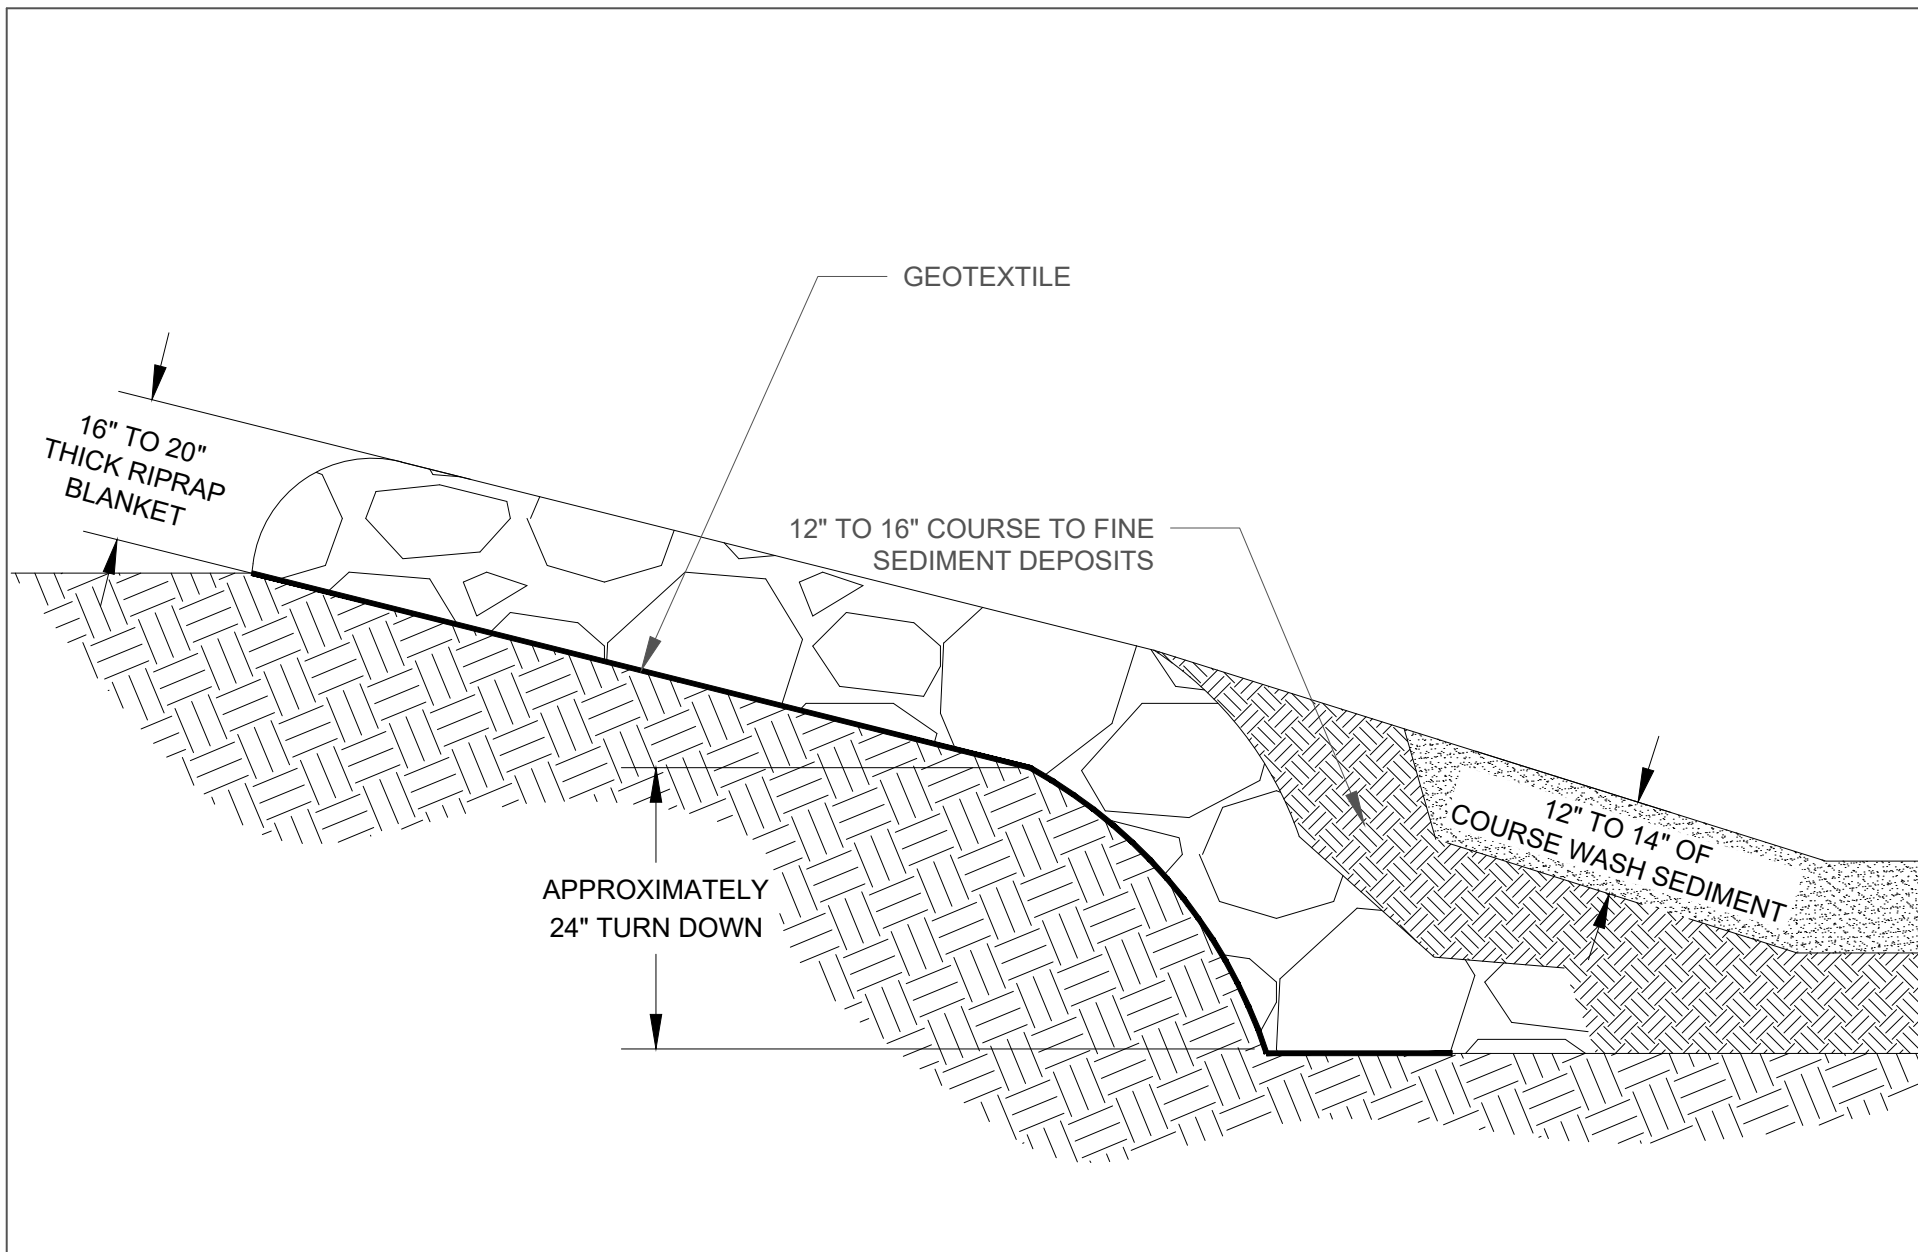 GEOTEXTILE
16" TO 20"
THICK RIPRAP
BLANKET
12" TO 16" COURSE TO FINE
SEDIMENT DEPOSITS
12" TO 14" OF
COURSE WASH SEDIMENT
APPROXIMATELY
24" TURN DOWN